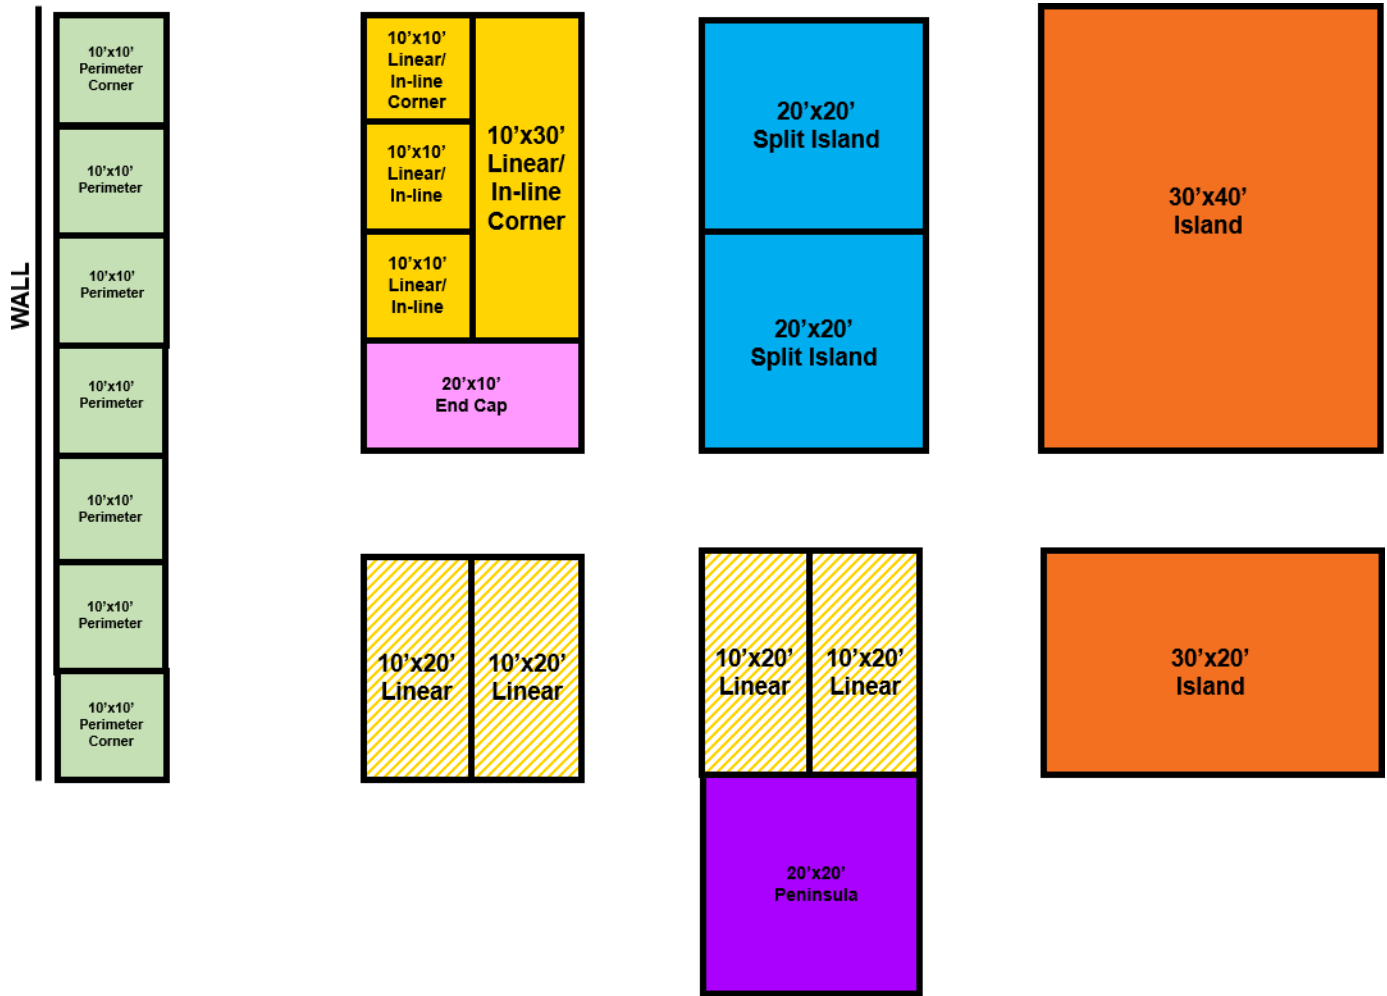 WALL
10’x10’
Perimeter
Corner
10’x10’
Perimeter
10’x10’
Perimeter
10’x10’
Perimeter
10’x10’
Perimeter
10’x10’
Perimeter
10’x10’
Perimeter
Corner
10’x10’
Linear/
In-line
Corner
10’x10’
Linear/
In-line
10’x10’
Linear/
In-line
10’x30’
Linear/
In-line
Corner
20’x10’
End Cap
20’x20’
Split Island
20’x20’
Split Island
30’x40’
Island
10’x20’
Linear
10’x20’
Linear
10’x20’
Linear
10’x20’
Linear
20’x20’
Peninsula
30’x20’
Island